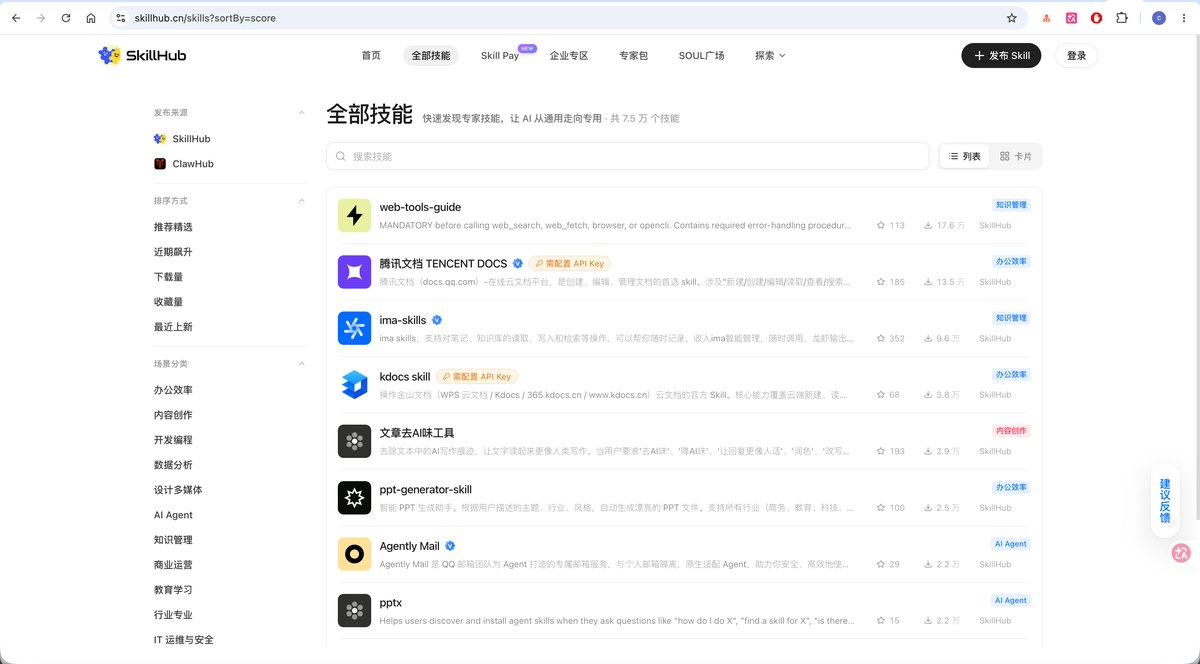 skillhub.cn/skills?sortBy=score
C
SkillHub
首页
全部技能
Skill Pay
NEW
企业专区
专家包
SOUL广场
探索
+ 发布 Skill
登录
发布来源
SkillHub
ClawHub
排序方式
推荐精选
近期飙升
下载量
收藏量
最近上新
场景分类
办公效率
内容创作
开发编程
数据分析
设计多媒体
AI Agent
知识管理
商业运营
教育学习
行业专业
IT 运维与安全
全部技能
快速发现专家技能，让 AI 从通用走向专用 · 共 7.5 万 个技能
搜索技能
列表
卡片
web-tools-guide
知识管理
MANDATORY before calling web_search, web_fetch, browser, or opencli. Contains required error-handling procedur...
113
17.6 万
SkillHub
腾讯文档 TENCENT DOCS
需配置 API Key
办公效率
腾讯文档（docs.qq.com）-在线云文档平台，是创建、编辑、管理文档的首选 skill。涉及"新建/创建/编辑/读取/查看/搜索...
185
13.5 万
SkillHub
ima-skills
知识管理
ima skills，支持对笔记、知识库的读取、写入和检索等操作，可以帮你随时记录，收入ima智能管理，随时调用，龙虾输出...
352
9.6 万
SkillHub
kdocs skill
需配置 API Key
办公效率
操作金山文档（WPS 云文档 / Kdocs / 365.kdocs.cn / www.kdocs.cn）云文档的官方 Skill。核心能力覆盖云端新建、读...
68
3.8 万
SkillHub
文章去AI味工具
内容创作
去除文本中的AI写作痕迹，让文字读起来更像人类写作。当用户要求'去AI味'、'降AI味'、'让回复更像人话'、'润色'、'改写...
193
2.9 万
SkillHub
ppt-generator-skill
办公效率
智能 PPT 生成助手。根据用户描述的主题、行业、风格，自动生成漂亮的 PPT 文件。支持所有行业（商务、教育、科技、...
100
2.5 万
SkillHub
Agently Mail
AI Agent
Agently Mail 是 QQ 邮箱团队为 Agent 打造的专属邮箱服务，与个人邮箱隔离，原生适配 Agent，助力你安全、高效地使...
29
2.2 万
SkillHub
pptx
AI Agent
Helps users discover and install agent skills when they ask questions like "how do I do X", "find a skill for X", "is there...
15
2.2 万
SkillHub
建议反馈